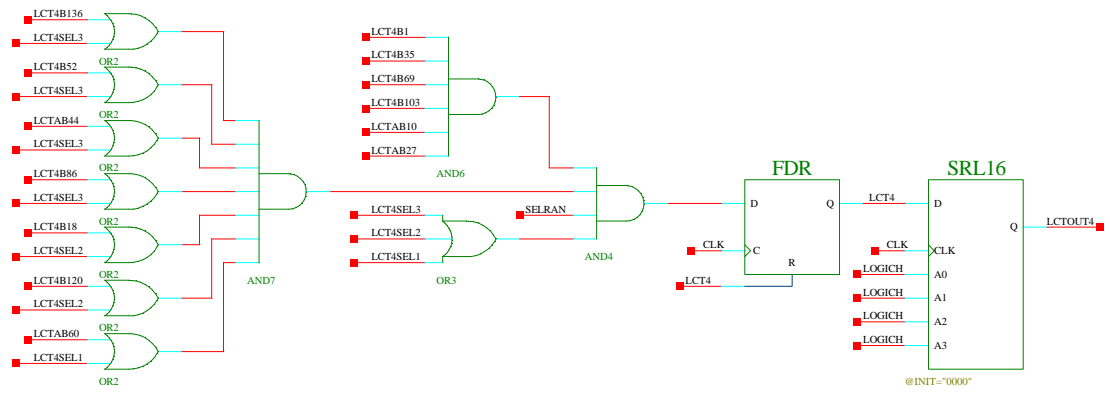 LCT4B136
LCT4SEL3
OR2
LCT4B52
LCT4SEL3
OR2
LCTAB44
LCT4SEL3
OR2
LCT4B86
LCT4SEL3
OR2
LCT4B18
LCT4SEL2
OR2
LCT4B120
LCT4SEL2
OR2
LCTAB60
LCT4SEL1
OR2
AND7
LCT4B1
LCT4B35
LCT4B69
LCT4B103
LCTAB10
LCTAB27
AND6
LCT4SEL3
LCT4SEL2
LCT4SEL1
OR3
SELRAN
AND4
FDR
D
Q
CLK
C
R
LCT4
LCT4
SRL16
D
Q
CLK
CLK
LOGICH
A0
LOGICH
A1
LOGICH
A2
LOGICH
A3
LCTOUT4
@INIT="0000"